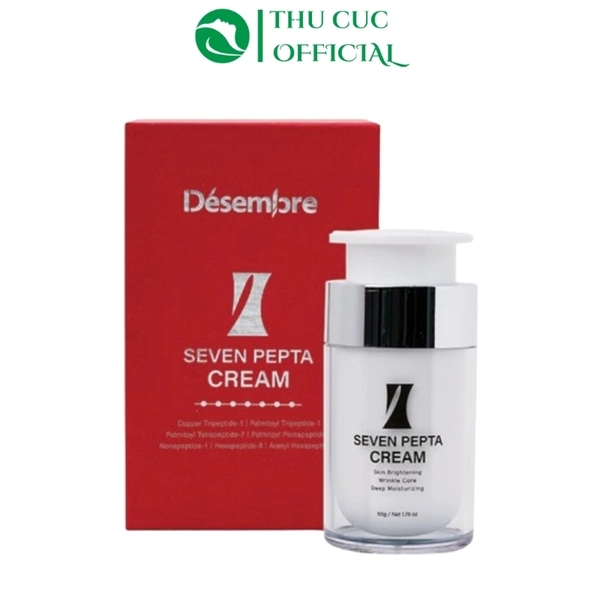 THU CUC
OFFICIAL
Désembre
SEVEN PEPTA
CREAM
Copper Tripeptide-1 | Palmitoyl Tripeptide-1
Palmitoyl Tetrapeptide-7 | Palmitoyl Pentapeptide
Nonapeptide-1 | Hexapeptide-9 | Acetyl Hexapept
SEVEN PEPTA
CREAM
Skin Brightening
Wrinkle Care
Deep Moisturizing
50g / Net 1.76 oz